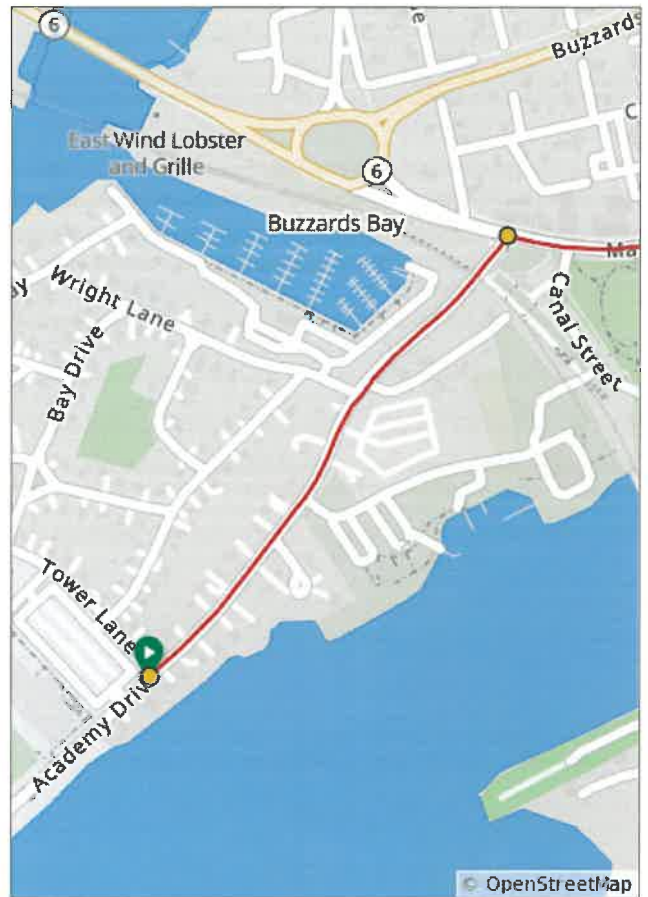 6
Buzzards
East Wind Lobster
and Grille
6
Buzzards Bay
Ma
Wright Lane
Canal Street
Bay Drive
Tower Lane
Academy Drive
© OpenStreetMap